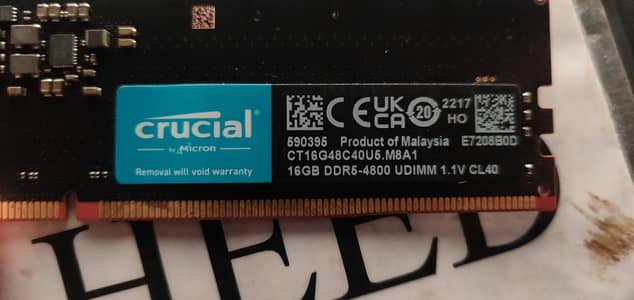 crucial
by Micron
Removal will void warranty
CE UK CA 20 2217
HO
590395 Product of Malaysia E7208B0D
CT16G48C40U5.M8A1
16GB DDR5-4800 UDIMM 1.1V CL40
HEED